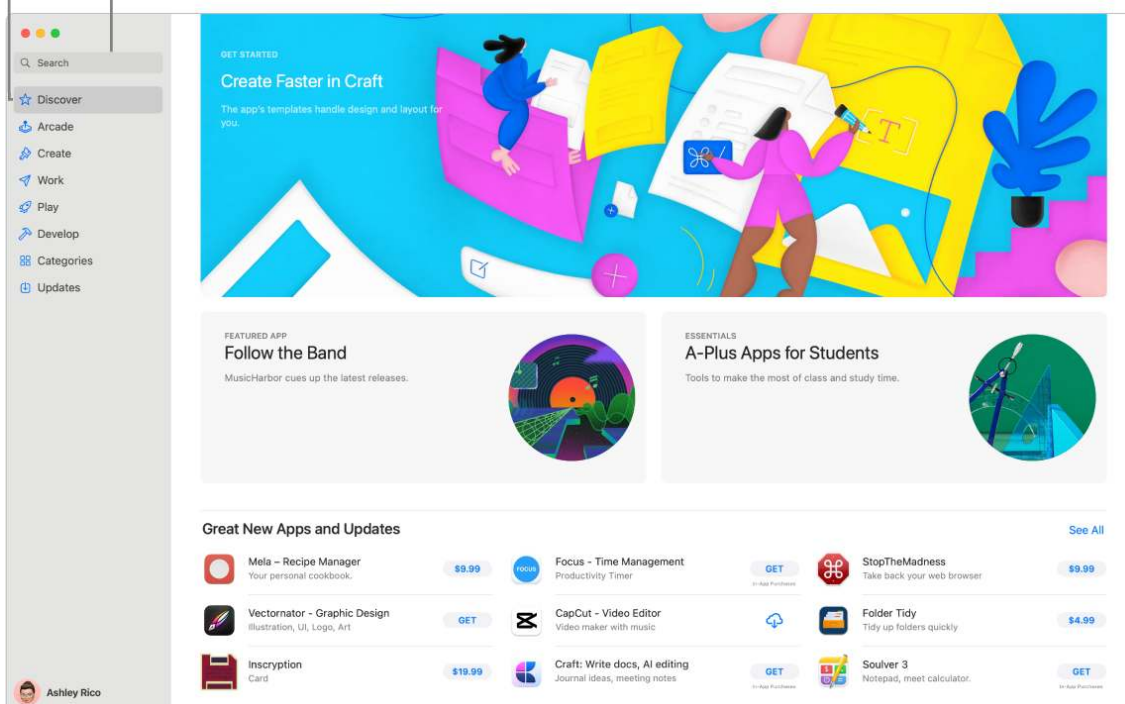 Search
Discover
Arcade
Create
Work
Play
Develop
Categories
Updates
Ashley Rico
GET STARTED
Create Faster in Craft
The app's templates handle design and layout for
you.
T
FEATURED APP
Follow the Band
MusicHarbor cues up the latest releases.
ESSENTIALS
A-Plus Apps for Students
Tools to make the most of class and study time.
Great New Apps and Updates
See All
Mela – Recipe Manager
Your personal cookbook.
$9.99
FOCUS
Focus - Time Management
Productivity Timer
GET
In-App Purchases
StopTheMadness
Take back your web browser
$9.99
Vectornator - Graphic Design
Illustration, UI, Logo, Art
GET
CapCut - Video Editor
Video maker with music
Folder Tidy
Tidy up folders quickly
$4.99
Inscryption
Card
$19.99
Craft: Write docs, AI editing
Journal ideas, meeting notes
GET
In-App Purchases
Soulver 3
Notepad, meet calculator.
GET
In-App Purchases